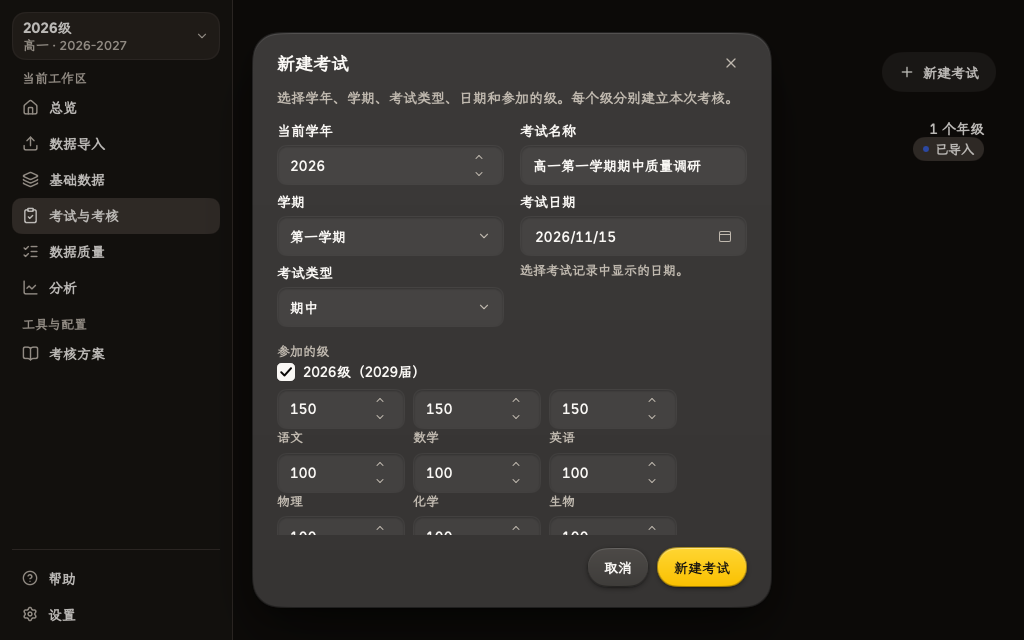 2026级
高一 · 2026-2027
当前工作区
总览
数据导入
基础数据
考试与考核
数据质量
分析
工具与配置
考核方案
帮助
设置
新建考试
1 个年级
已导入
新建考试
选择学年、学期、考试类型、日期和参加的级。每个级分别建立本次考核。
当前学年
考试名称
2026
高一第一学期期中质量调研
学期
考试日期
第一学期
2026/11/15
考试类型
选择考试记录中显示的日期。
期中
参加的级
2026级（2029届）
150 150 150
语文 数学 英语
100 100 100
物理 化学 生物
100 100 100
取消
新建考试